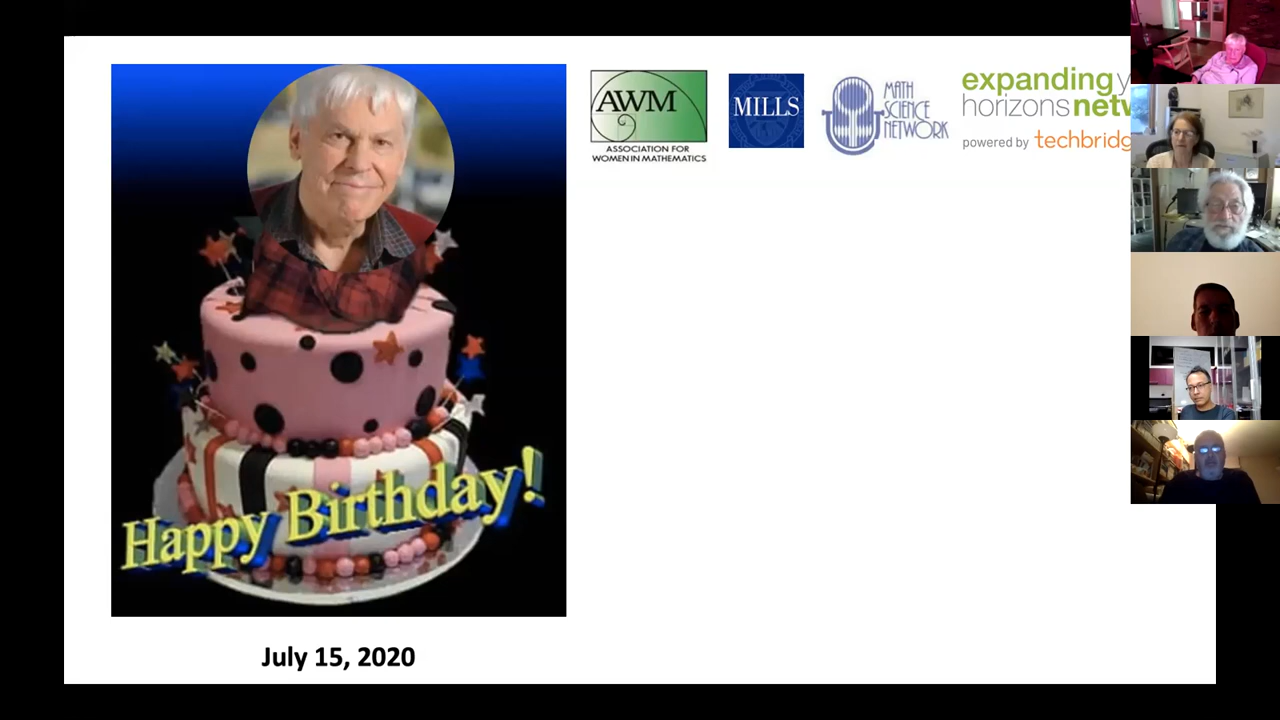 AWM
ASSOCIATION FOR
WOMEN IN MATHEMATICS
MILLS
MATH
SCIENCE
NETWORK
expanding y
horizons netw
powered by techbridg
Happy Birthday!
July 15, 2020